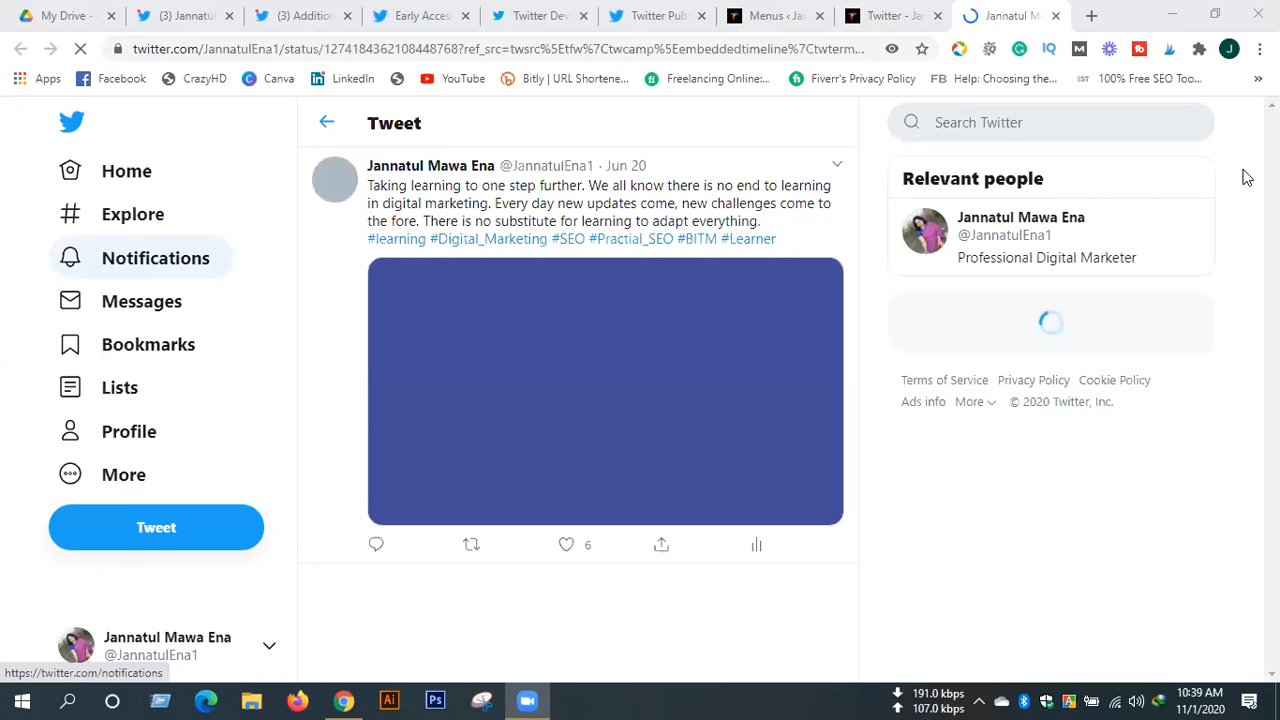 My Drive -
(3) Jannatul
(3) Addition
Early Acces
Twitter Dev
Twitter Pub
Menus ‹ Jan
Twitter - Ja
Jannatul M
twitter.com/JannatulEna1/status/1274184362108448768?ref_src=twsrc%5Etfw%7Ctwcamp%5Eembeddedtimeline%7Ctwterm...
J
Apps
Facebook
CrazyHD
Canva
LinkedIn
YouTube
Bitly | URL Shortene...
Freelancing Online:...
Fiverr's Privacy Policy
FB Help: Choosing the...
SST 100% Free SEO Too...
»
Home
Explore
Notifications
Messages
Bookmarks
Lists
Profile
More
Tweet
Jannatul Mawa Ena
@JannatulEna1
https://twitter.com/notifications
Tweet
Jannatul Mawa Ena @JannatulEna1 · Jun 20
Taking learning to one step further. We all know there is no end to learning
in digital marketing. Every day new updates come, new challenges come to
the fore. There is no substitute for learning to adapt everything.
#learning #Digital_Marketing #SEO #Practial_SEO #BITM #Learner
6
Search Twitter
Relevant people
Jannatul Mawa Ena
@JannatulEna1
Professional Digital Marketer
Terms of Service Privacy Policy Cookie Policy
Ads info More © 2020 Twitter, Inc.
Ai
Ps
191.0 kbps
107.0 kbps
10:39 AM
11/1/2020